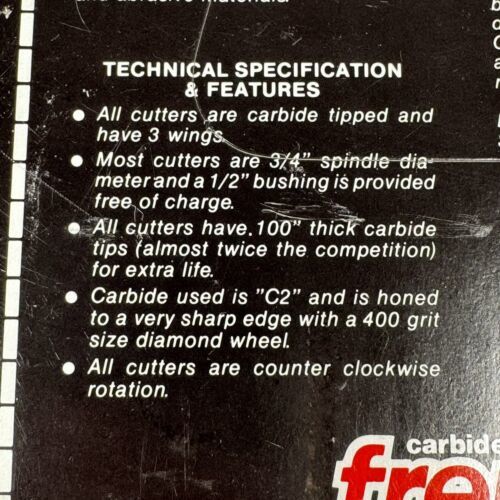 and abrasive materials.
TECHNICAL SPECIFICATION
& FEATURES
• All cutters are carbide tipped and
have 3 wings.
• Most cutters are 3/4" spindle dia-
meter and a 1/2" bushing is provided
free of charge.
• All cutters have .100" thick carbide
tips (almost twice the competition)
for extra life.
• Carbide used is "C2" and is honed
to a very sharp edge with a 400 grit
size diamond wheel.
• All cutters are counter clockwise
rotation.
carbide